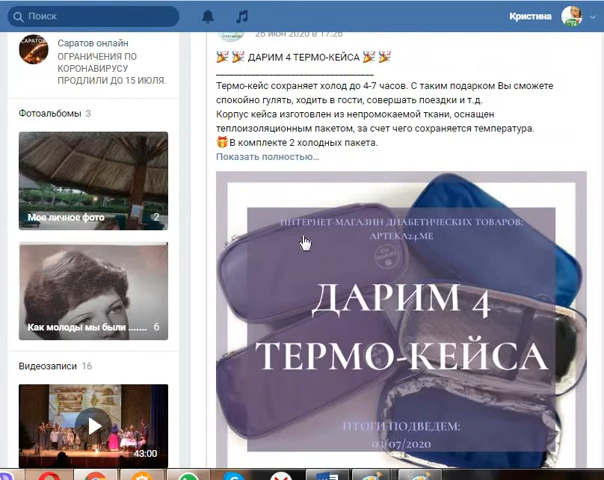 Поиск
Кристина
САРАТОВ
Саратов онлайн
ОГРАНИЧЕНИЯ ПО
КОРОНАВИРУСУ
ПРОДЛИЛИ ДО 15 ИЮЛЯ.
Фотоальбомы 3
Мое личное фото 2
Как молоды мы были ....... 6
Видеозаписи 16
43:00
26 июн 2020 в 17:26
ДАРИМ 4 ТЕРМО-КЕЙСА
Термо-кейс сохраняет холод до 4-7 часов. С таким подарком Вы сможете
спокойно гулять, ходить в гости, совершать поездки и т.д.
Корпус кейса изготовлен из непромокаемой ткани, оснащен
теплоизоляционным пакетом, за счет чего сохраняется температура.
В комплекте 2 холодных пакета.
Показать полностью...
ИНТЕРНЕТ-МАГАЗИН ДИАБЕТИЧЕСКИХ ТОВАРОВ:
АРТЕКА24.ME
ДАРИМ 4
ТЕРМО-КЕЙСА
ИТОГИ ПОДВЕДЕМ:
03/07/2020